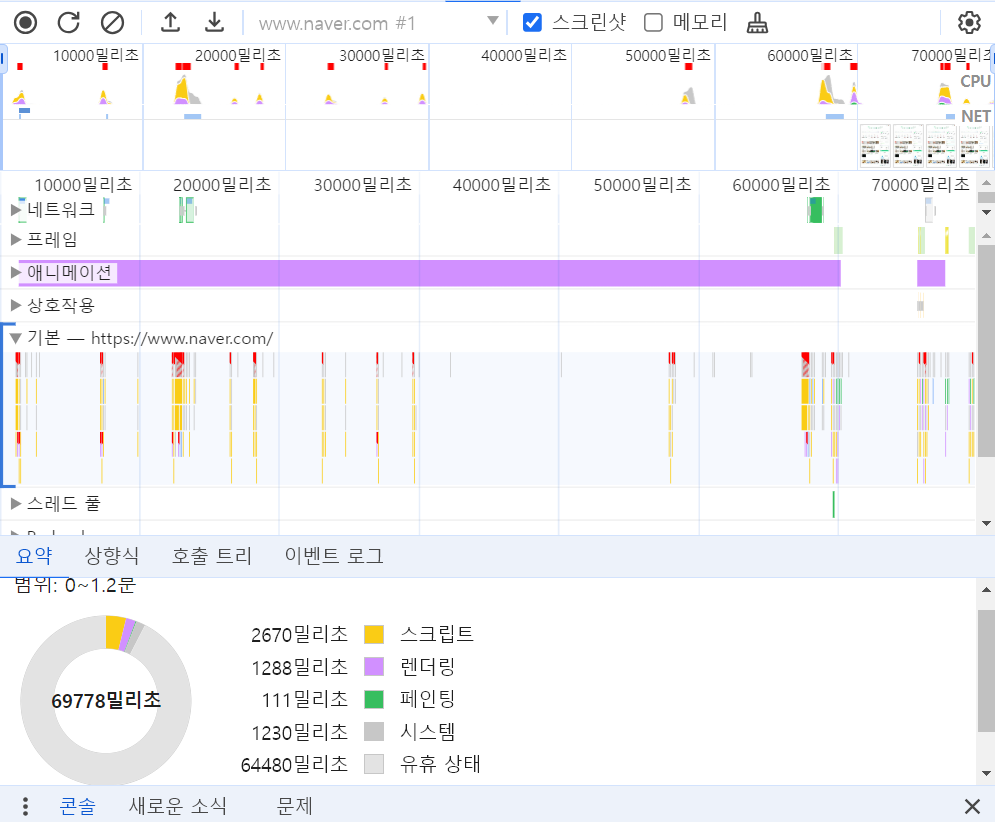 www.naver.com #1 스크린샷 메모리
10000밀리초 20000밀리초 30000밀리초 40000밀리초 50000밀리초 60000밀리초 70000밀리초
CPU
NET
10000밀리초 20000밀리초 30000밀리초 40000밀리초 50000밀리초 60000밀리초 70000밀리초
네트워크
프레임
애니메이션
상호작용
기본 — https://www.naver.com/
스레드 풀
요약 상향식 호출 트리 이벤트 로그
범위: 0~1.2분
69778밀리초
2670밀리초 스크립트
1288밀리초 렌더링
111밀리초 페인팅
1230밀리초 시스템
64480밀리초 유휴 상태
콘솔 새로운 소식 문제